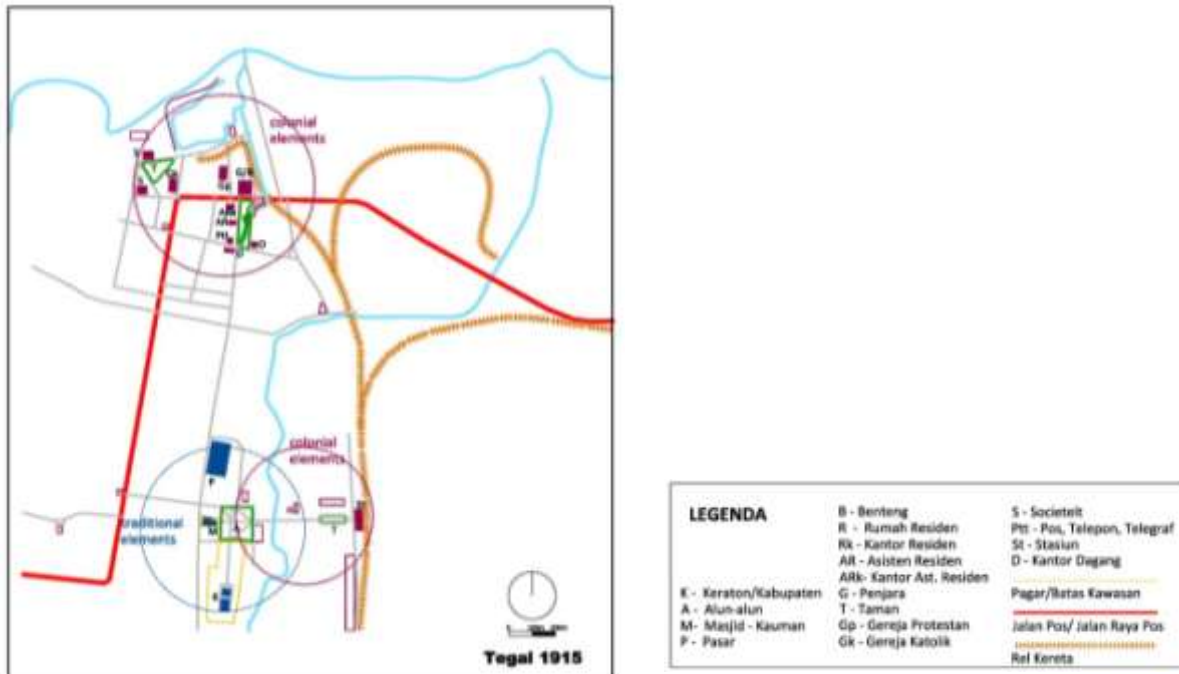 colonial
elements
colonial
elements
traditional
elements
P
M
A
T
K
Tegal 1915
LEGENDA
K - Keraton/Kabupaten
A - Alun-alun
M- Masjid - Kauman
P - Pasar
B - Benteng
R - Rumah Residen
Rk - Kantor Residen
AR - Asisten Residen
ARk- Kantor Ast. Residen
G - Penjara
T - Taman
Gp - Gereja Protestan
Gk - Gereja Katolik
S - Societeit
Ptt - Pos, Telepon, Telegraf
St - Stasiun
D - Kantor Dagang
Pagar/Batas Kawasan
Jalan Pos/ Jalan Raya Pos
Rel Kereta